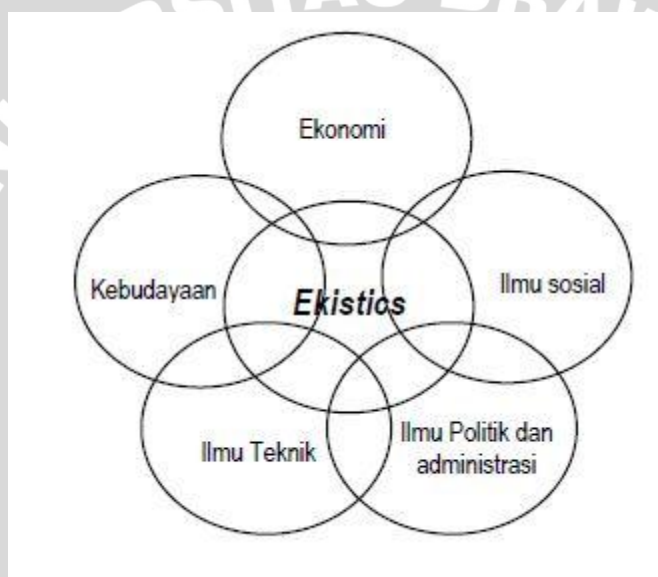 Ekonomi
Kebudayaan
Ilmu sosial
Ekistics
Ilmu Teknik
Ilmu Politik dan
administrasi